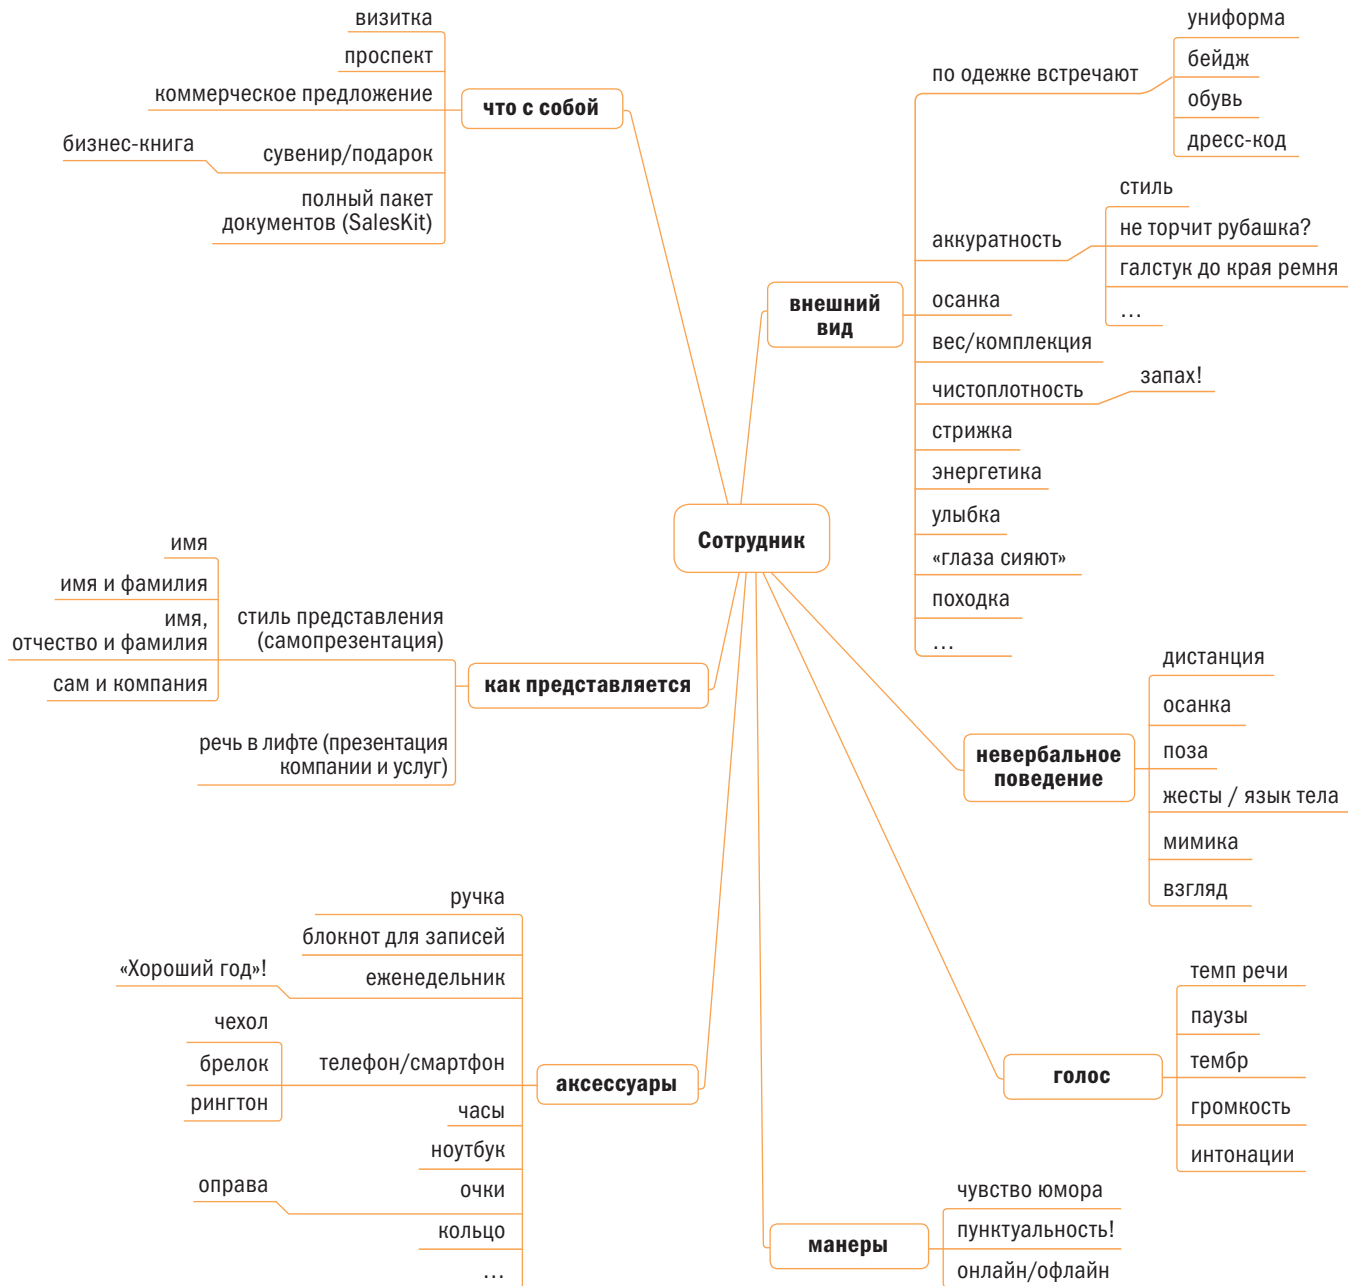 визитка
проспект
коммерческое предложение
что с собой
бизнес-книга
сувенир/подарок
полный пакет
документов (SalesKit)
униформа
по одежке встречают
бейдж
обувь
дресс-код
стиль
аккуратность
не торчит рубашка?
галстук до края ремня
…
внешний
вид
осанка
вес/комплекция
чистоплотность
запах!
стрижка
энергетика
улыбка
«глаза сияют»
походка
…
Сотрудник
имя
имя и фамилия
имя,
отчество и фамилия
сам и компания
стиль представления
(самопрезентация)
как представляется
речь в лифте (презентация
компании и услуг)
дистанция
осанка
невербальное
поведение
поза
жесты / язык тела
мимика
взгляд
ручка
блокнот для записей
«Хороший год»!
еженедельник
чехол
брелок
рингтон
телефон/смартфон
аксессуары
часы
ноутбук
оправа
очки
кольцо
…
темп речи
паузы
голос
тембр
громкость
интонации
чувство юмора
манеры
пунктуальность!
онлайн/офлайн